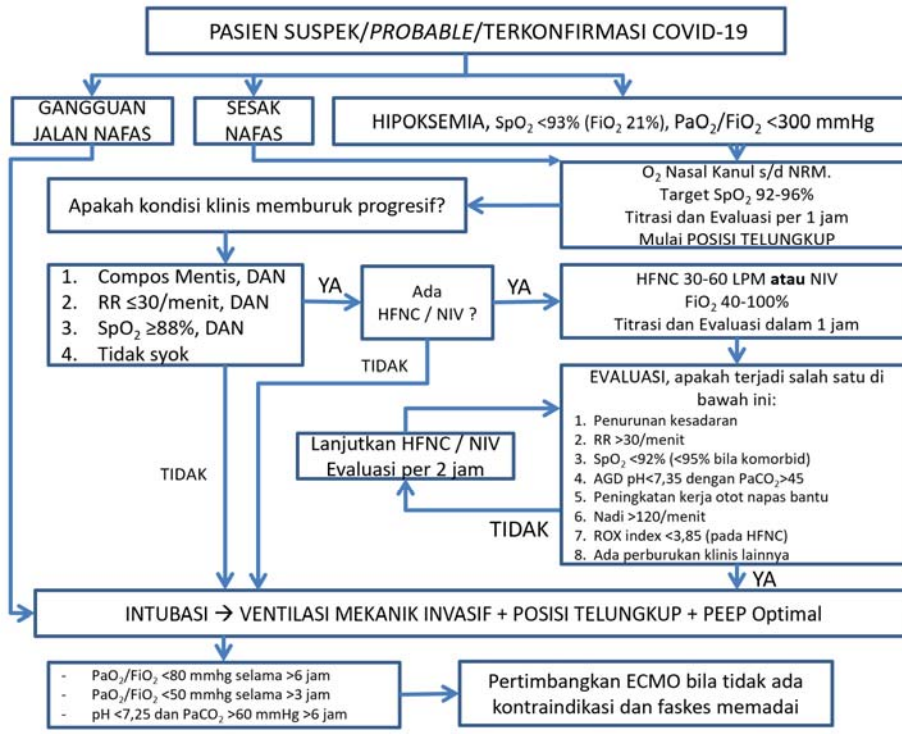 PASIEN SUSPEK/PROBABLE/TERKONFIRMASI COVID-19
GANGGUAN
JALAN NAFAS
SESAK
NAFAS
HIPOKSEMIA, SpO₂ <93% (FiO₂ 21%), PaO₂/FiO₂ <300 mmHg
O₂ Nasal Kanul s/d NRM.
Target SpO₂ 92-96%
Titrasi dan Evaluasi per 1 jam
Mulai POSISI TELUNGKUP
Apakah kondisi klinis memburuk progresif?
1. Compos Mentis, DAN
2. RR ≤30/menit, DAN
3. SpO₂ ≥88%, DAN
4. Tidak syok
YA
Ada
HFNC / NIV ?
YA
HFNC 30-60 LPM atau NIV
FiO₂ 40-100%
Titrasi dan Evaluasi dalam 1 jam
TIDAK
TIDAK
EVALUASI, apakah terjadi salah satu di
bawah ini:
1. Penurunan kesadaran
2. RR >30/menit
3. SpO₂ <92% (<95% bila komorbid)
4. AGD pH<7,35 dengan PaCO₂>45
5. Peningkatan kerja otot napas bantu
6. Nadi >120/menit
7. ROX index <3,85 (pada HFNC)
8. Ada perburukan klinis lainnya
Lanjutkan HFNC / NIV
Evaluasi per 2 jam
TIDAK
YA
INTUBASI → VENTILASI MEKANIK INVASIF + POSISI TELUNGKUP + PEEP Optimal
- PaO₂/FiO₂ <80 mmhg selama >6 jam
- PaO₂/FiO₂ <50 mmhg selama >3 jam
- pH <7,25 dan PaCO₂ >60 mmHg >6 jam
Pertimbangkan ECMO bila tidak ada
kontraindikasi dan faskes memadai